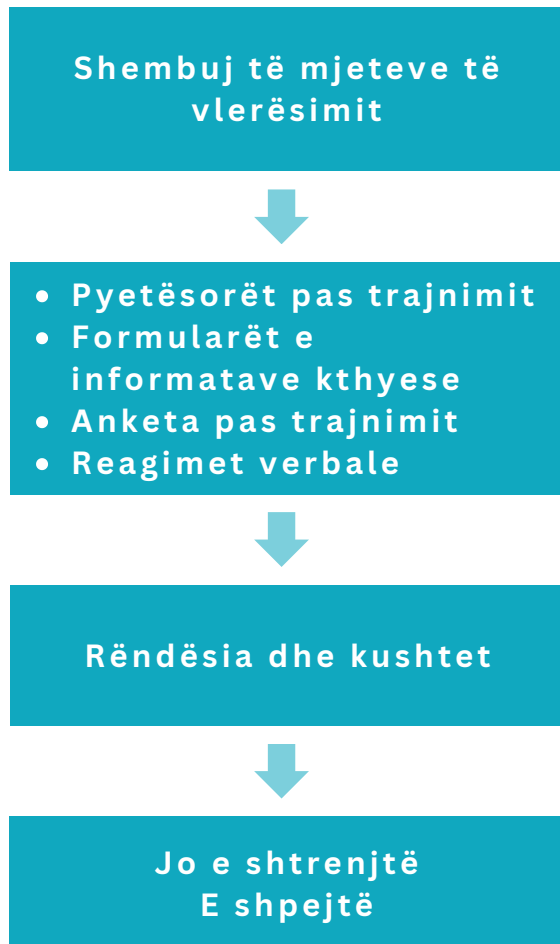 Shembuj të mjeteve të
vlerësimit
• Pyetësorët pas trajnimit
• Formularët e
informatave kthyese
• Anketa pas trajnimit
• Reagimet verbale
Rëndësia dhe kushtet
Jo e shtrenjtë
E shpejtë